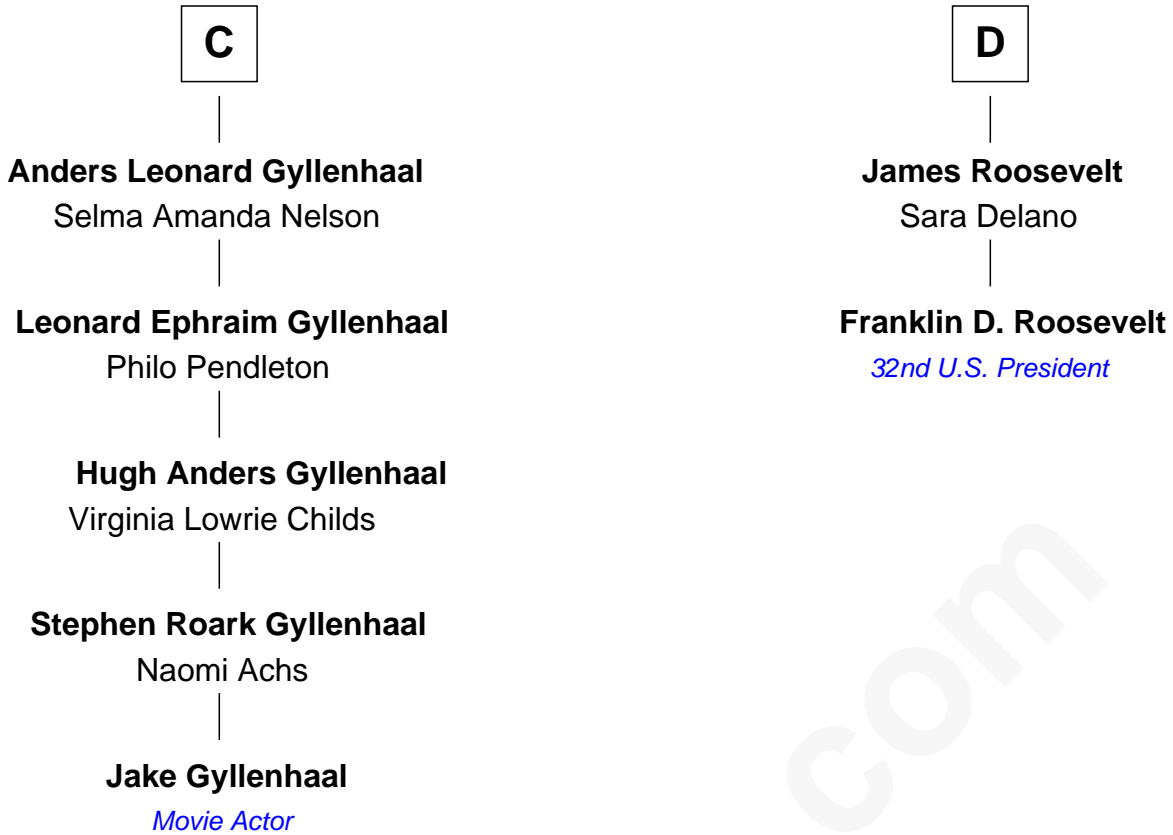 C
Anders Leonard Gyllenhaal
Selma Amanda Nelson
Leonard Ephraim Gyllenhaal
Philo Pendleton
Hugh Anders Gyllenhaal
Virginia Lowrie Childs
Stephen Roark Gyllenhaal
Naomi Achs
Jake Gyllenhaal
Movie Actor
D
James Roosevelt
Sara Delano
Franklin D. Roosevelt
32nd U.S. President
com